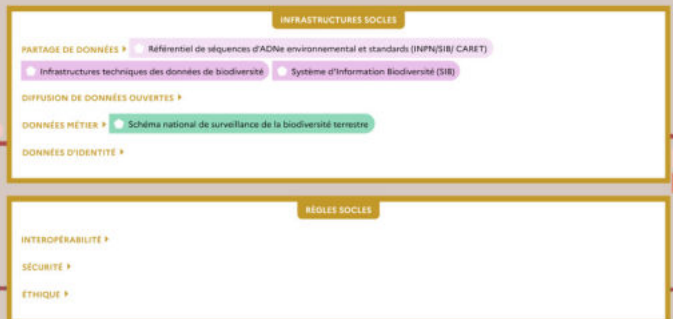 INFRASTRUCTURES SOCLES
PARTAGE DE DONNÉES Référentiel de séquences d'ADNe environnemental et standards (INPN/SIB/ CARET)
Infrastructures techniques des données de biodiversité Système d'Information Biodiversité (SIB)
DIFFUSION DE DONNÉES OUVERTES
DONNÉES MÉTIER Schéma national de surveillance de la biodiversité terrestre
DONNÉES D'IDENTITÉ
RÈGLES SOCLES
INTEROPÉRABILITÉ
SÉCURITÉ
ÉTHIQUE